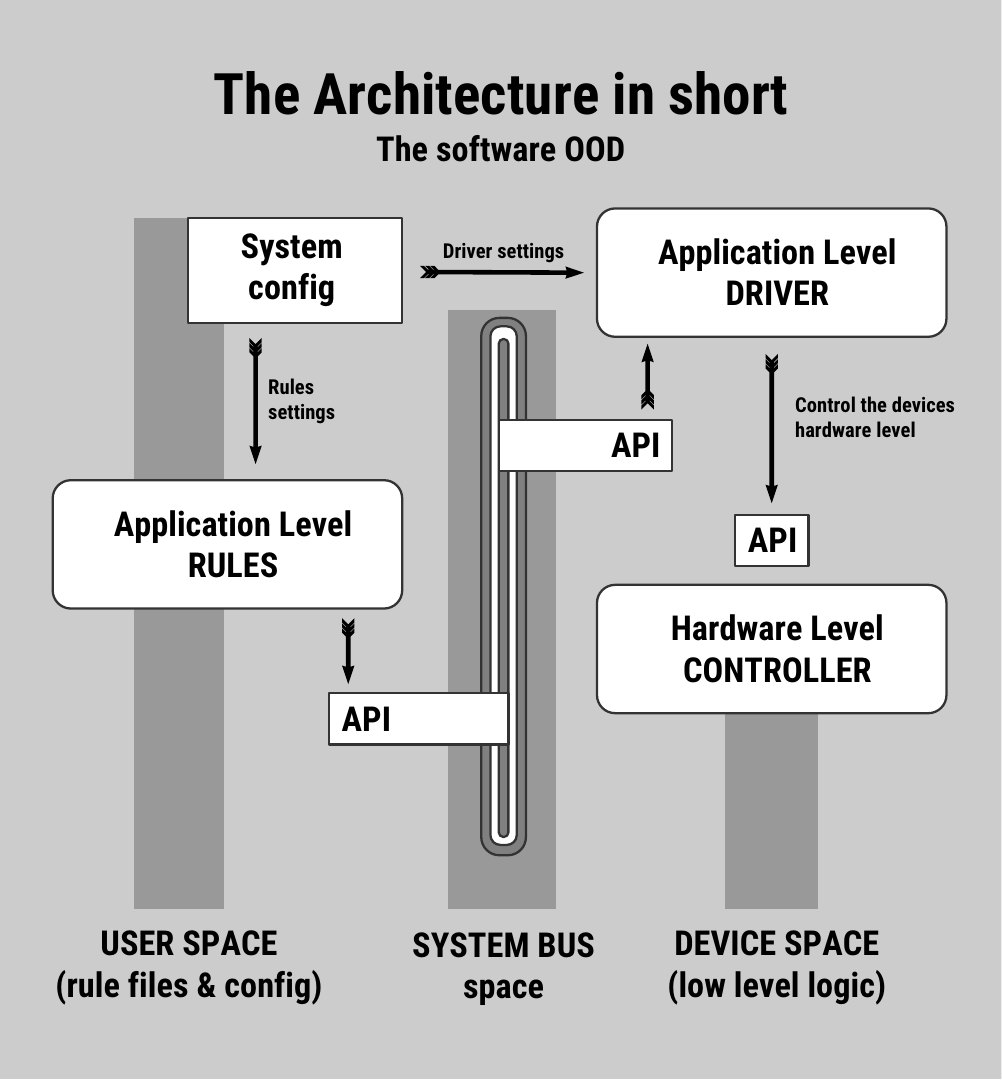 The Architecture in short
The software OOD
System
config
Driver settings
Application Level
DRIVER
Rules
settings
Control the devices
hardware level
API
Application Level
RULES
API
Hardware Level
CONTROLLER
API
USER SPACE
(rule files & config)
SYSTEM BUS
space
DEVICE SPACE
(low level logic)